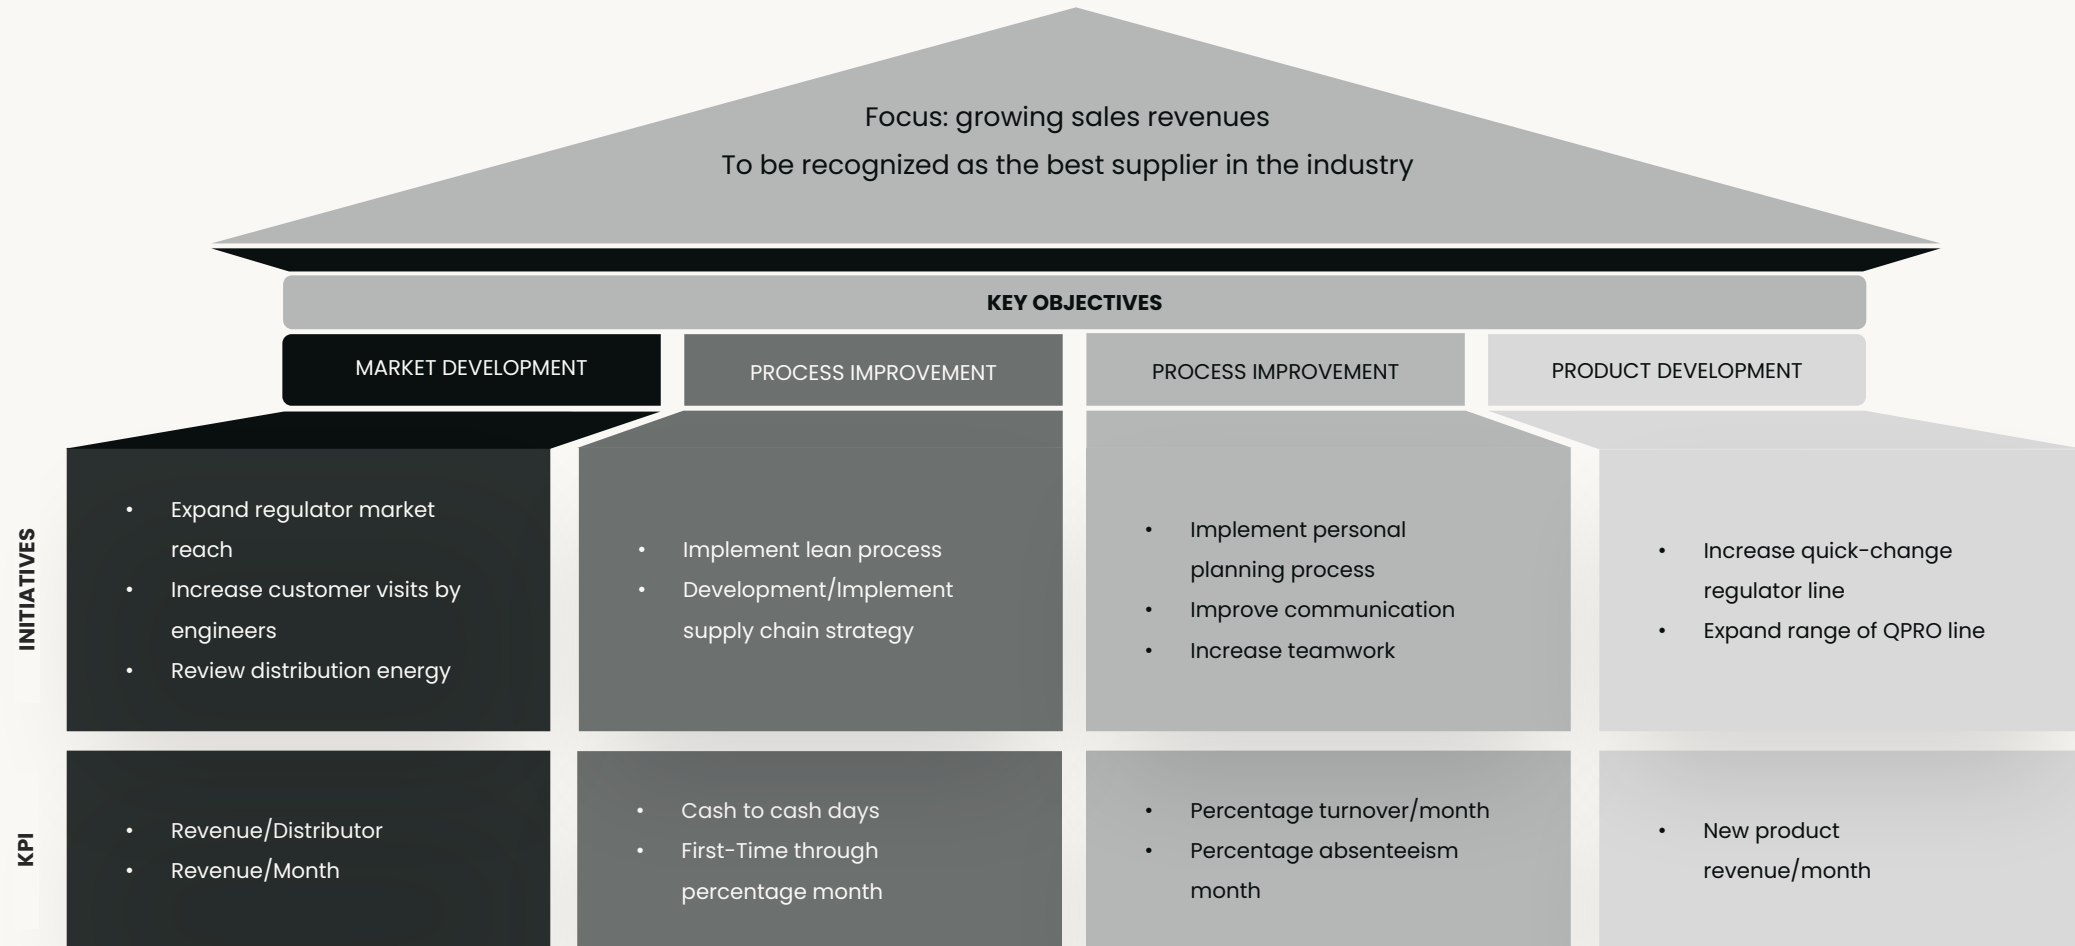 Focus: growing sales revenues
To be recognized as the best supplier in the industry
KEY OBJECTIVES
MARKET DEVELOPMENT
PROCESS IMPROVEMENT
PROCESS IMPROVEMENT
PRODUCT DEVELOPMENT
INITIATIVES
• Expand regulator market
reach
• Increase customer visits by
engineers
• Review distribution energy
• Implement lean process
• Development/Implement
supply chain strategy
• Implement personal
planning process
• Improve communication
• Increase teamwork
• Increase quick-change
regulator line
• Expand range of QPRO line
KPI
• Revenue/Distributor
• Revenue/Month
• Cash to cash days
• First-Time through
percentage month
• Percentage turnover/month
• Percentage absenteeism
month
• New product
revenue/month